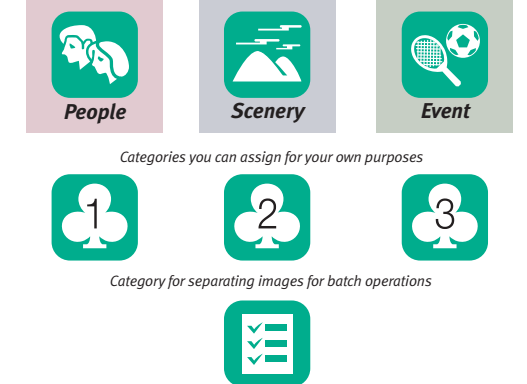 People Scenery Event
Categories you can assign for your own purposes
1 2 3
Category for separating images for batch operations